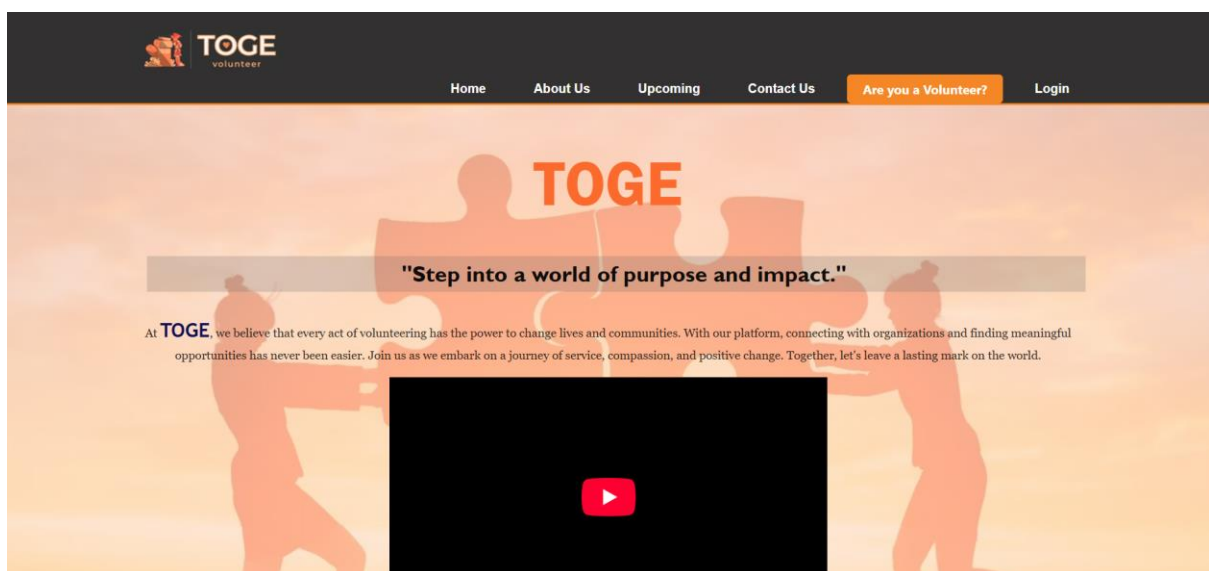 TOGE
volunteer
Home About Us Upcoming Contact Us Are you a Volunteer? Login
TOGE
"Step into a world of purpose and impact."
At TOGE, we believe that every act of volunteering has the power to change lives and communities. With our platform, connecting with organizations and finding meaningful
opportunities has never been easier. Join us as we embark on a journey of service, compassion, and positive change. Together, let's leave a lasting mark on the world.